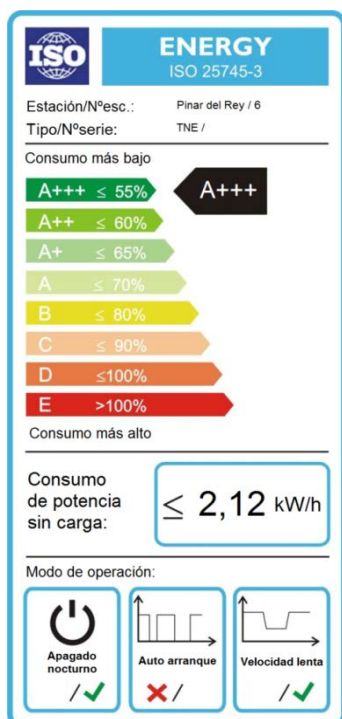 ISO
ENERGY
ISO 25745-3
Estación/Nºesc.: Pinar del Rey / 6
Tipo/Nºserie: TNE /
Consumo más bajo
A+++ ≤ 55% A+++
A++ ≤ 60%
A+ ≤ 65%
A ≤ 70%
B ≤ 80%
C ≤ 90%
D ≤100%
E >100%
Consumo más alto
Consumo
de potencia
sin carga:
≤ 2,12 kW/h
Modo de operación:
Apagado
nocturno
/✓
Auto arranque
✗/
Velocidad lenta
/✓